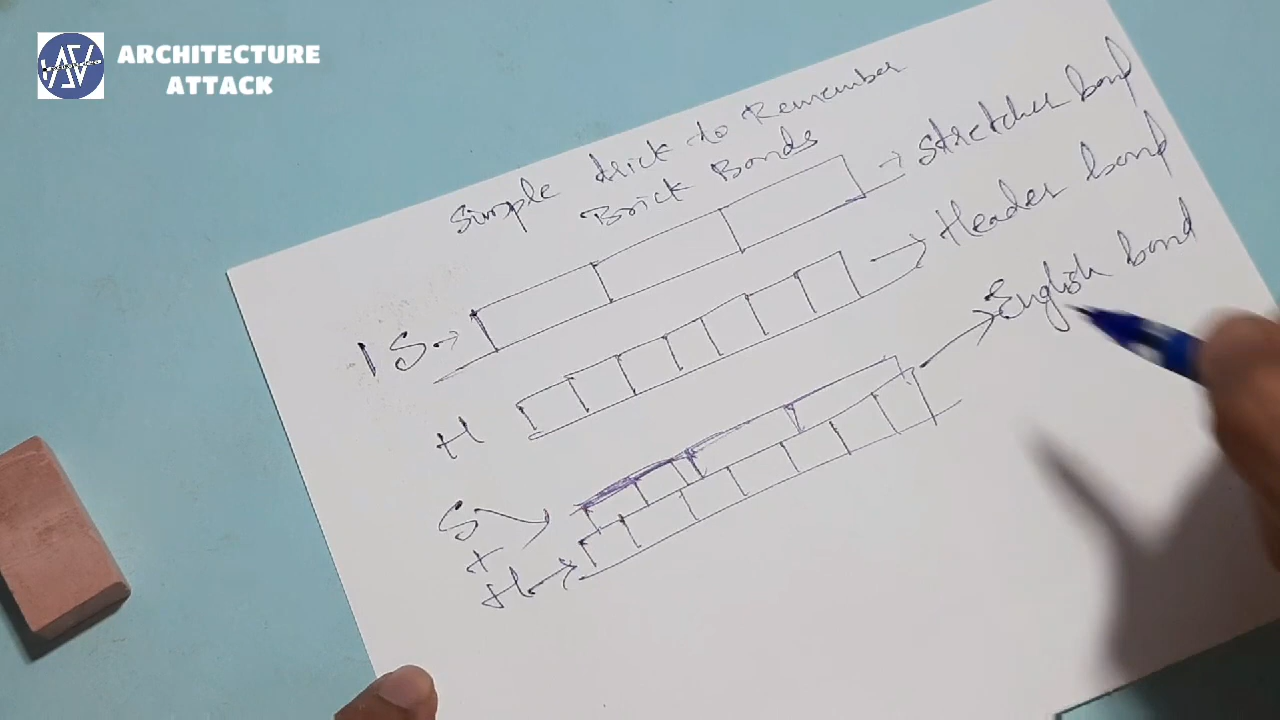 ARCHITECTURE
ATTACK
Simple trick to Remember
Brick Bonds
1 S → → Stretcher bond
H → Header bond
S → → English bond
+
H →